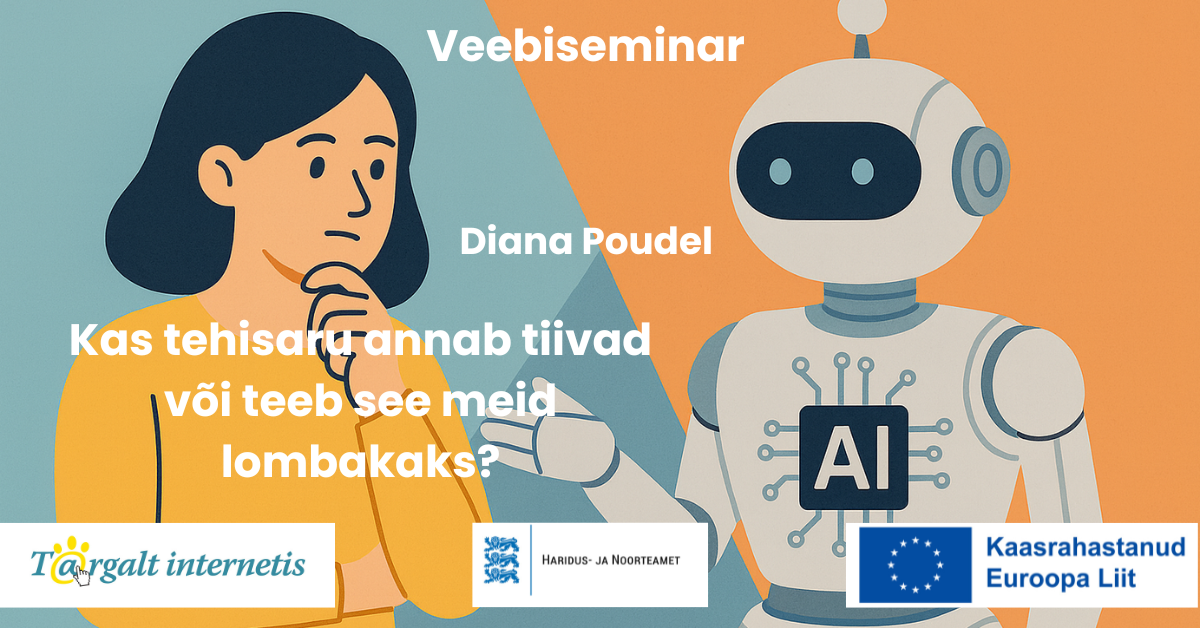 Veebiseminar
Diana Poudel
Kas tehisaru annab tiivad
või teeb see meid
lombakaks?
AI
Targalt internetis
HARIDUS- JA NOORTEAMET
Kaasrahastanud
Euroopa Liit